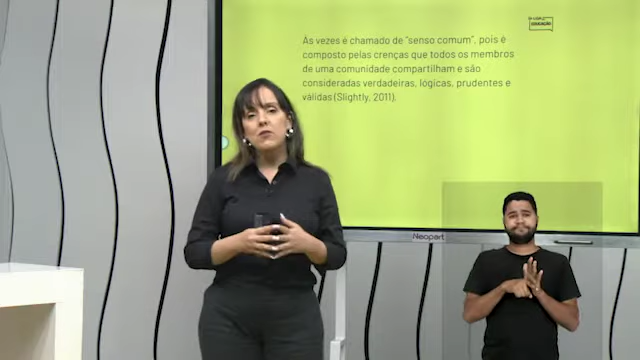 Às vezes é chamado de "senso comum", pois é
composto pelas crenças que todos os membros
de uma comunidade compartilham e são
consideradas verdadeiras, lógicas, prudentes e
válidas (Slightly, 2011).
EDUCAÇÃO
Neopart